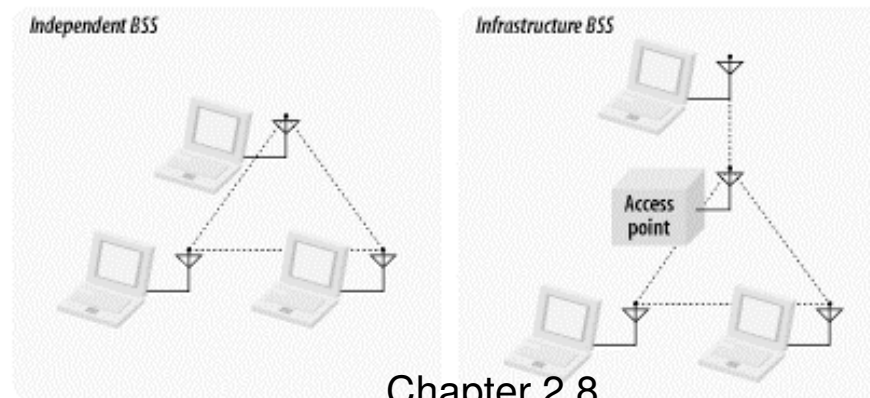 Independent BSS
Infrastructure BSS
Access
point
Chapter 2.8